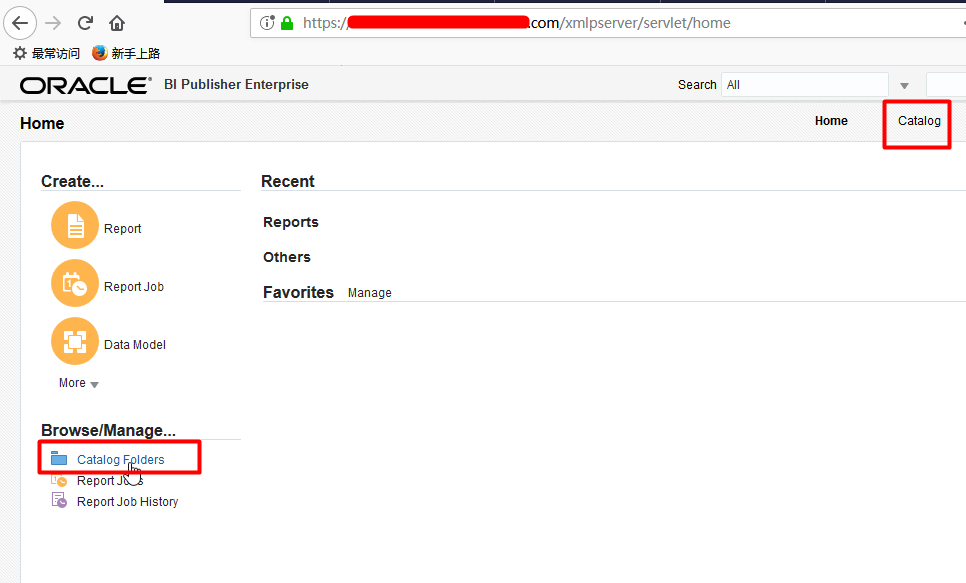 https://
.com/xmlpserver/servlet/home
最常访问 新手上路
ORACLE BI Publisher Enterprise Search All
Home Home Catalog
Create... Recent
Report Reports
Others
Report Job Favorites Manage
Data Model
More
Browse/Manage...
Catalog Folders
Report
Report Job History